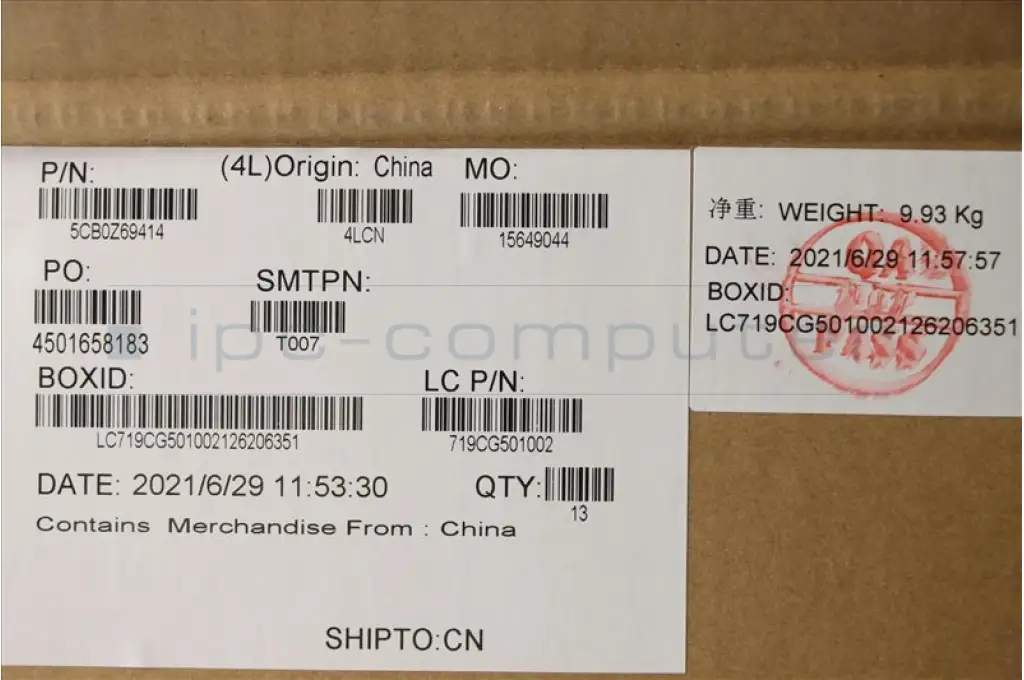 P/N:
(4L)Origin: China
MO:
5CB0Z69414
4LCN
15649044
PO:
SMTPN:
4501658183
T007
BOXID:
LC P/N:
LC719CG501002126206351
719CG501002
DATE: 2021/6/29 11:53:30
QTY:
13
Contains Merchandise From : China
SHIPTO:CN
净重: WEIGHT: 9.93 Kg
DATE: 2021/6/29 11:57:57
BOXID:
LC719CG501002126206351
PASS
ipc-compute